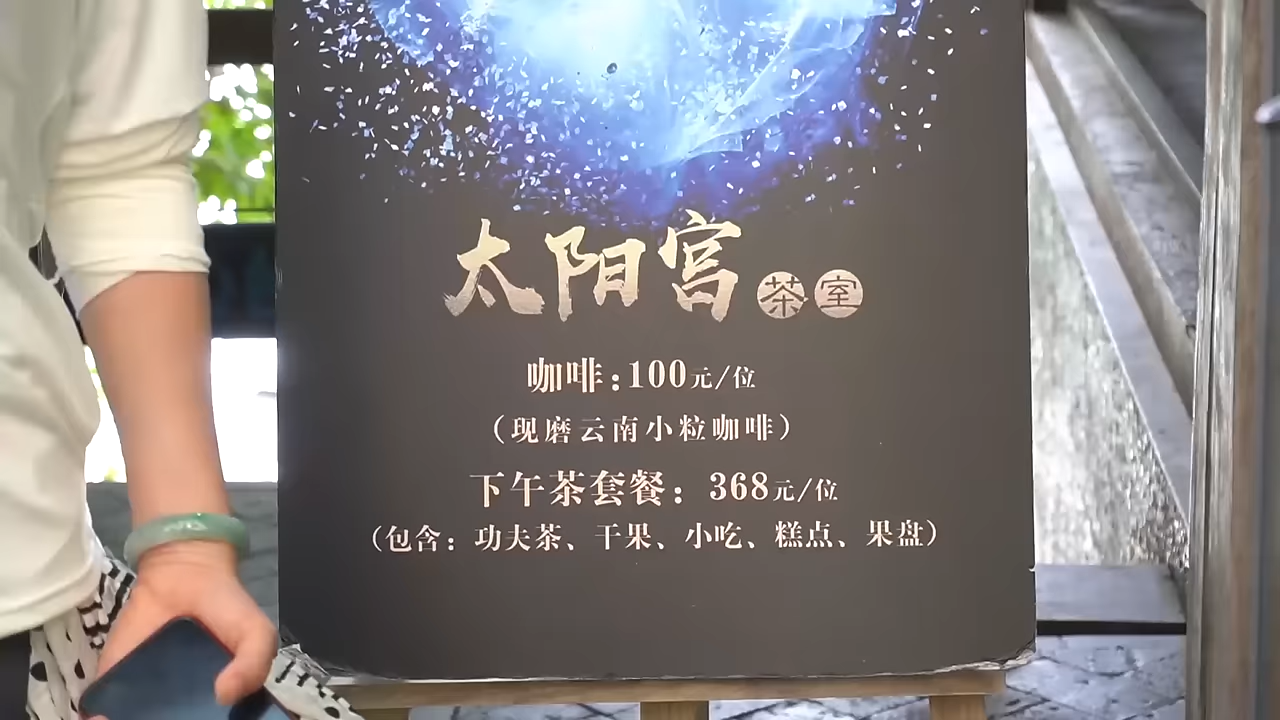 太阳宫茶室
咖啡:100元/位
（现磨云南小粒咖啡）
下午茶套餐：368元/位
（包含：功夫茶、干果、小吃、糕点、果盘）